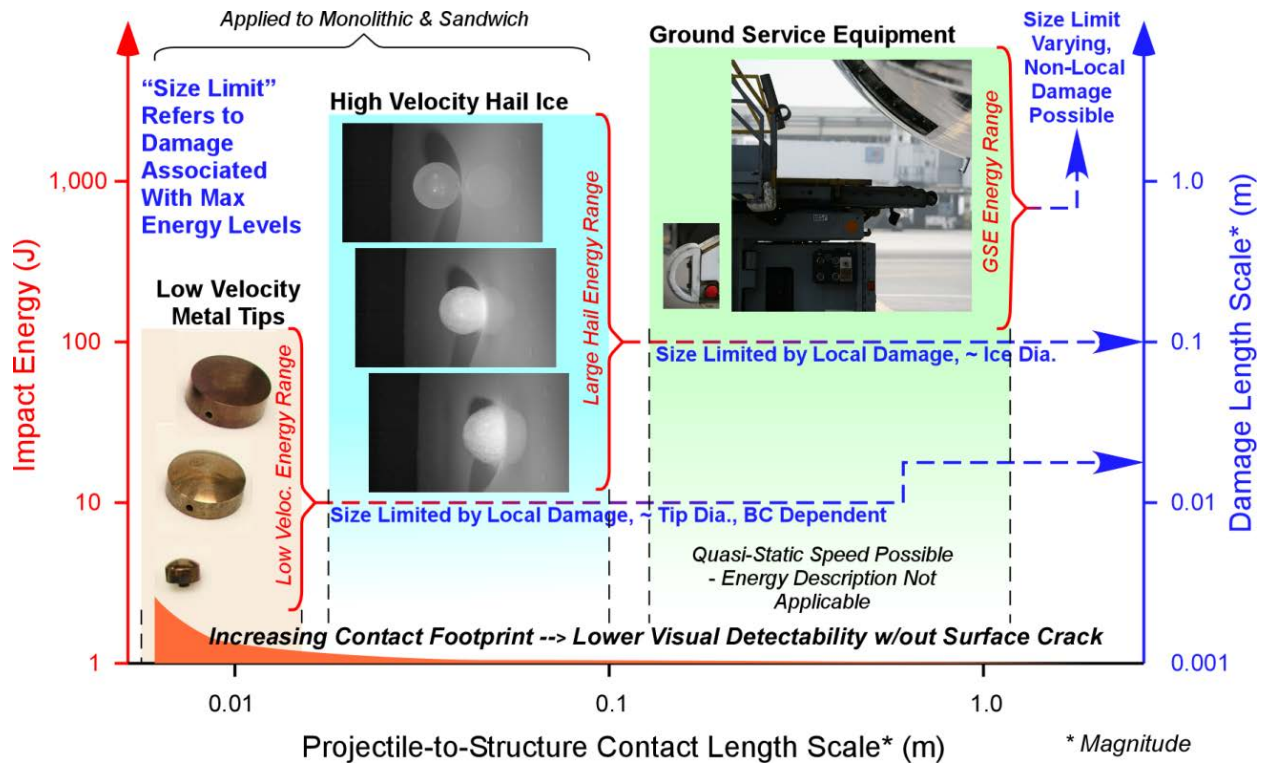 Applied to Monolithic & Sandwich
Ground Service Equipment
Size Limit
Varying,
Non-Local
Damage
Possible
“Size Limit”
Refers to
Damage
Associated
With Max
Energy Levels
High Velocity Hail Ice
Low Velocity
Metal Tips
Low Veloc. Energy Range
Large Hail Energy Range
GSE Energy Range
Impact Energy (J)
1,000
100
10
1
Damage Length Scale* (m)
1.0
0.1
0.01
0.001
Size Limited by Local Damage, ~ Ice Dia.
Size Limited by Local Damage, ~ Tip Dia., BC Dependent
Quasi-Static Speed Possible
- Energy Description Not
Applicable
Increasing Contact Footprint --> Lower Visual Detectability w/out Surface Crack
0.01
0.1
1.0
Projectile-to-Structure Contact Length Scale* (m)
* Magnitude